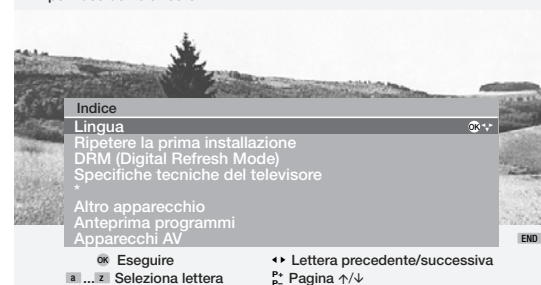 Indice
Lingua OK
Ripetere la prima installazione
DRM (Digital Refresh Mode)
Specifiche tecniche del televisore
*
Altro apparecchio
Anteprima programmi
Apparecchi AV
END
OK Eseguire
Lettera precedente/successiva
a ... z Seleziona lettera
P+ P- Pagina ↑/↓